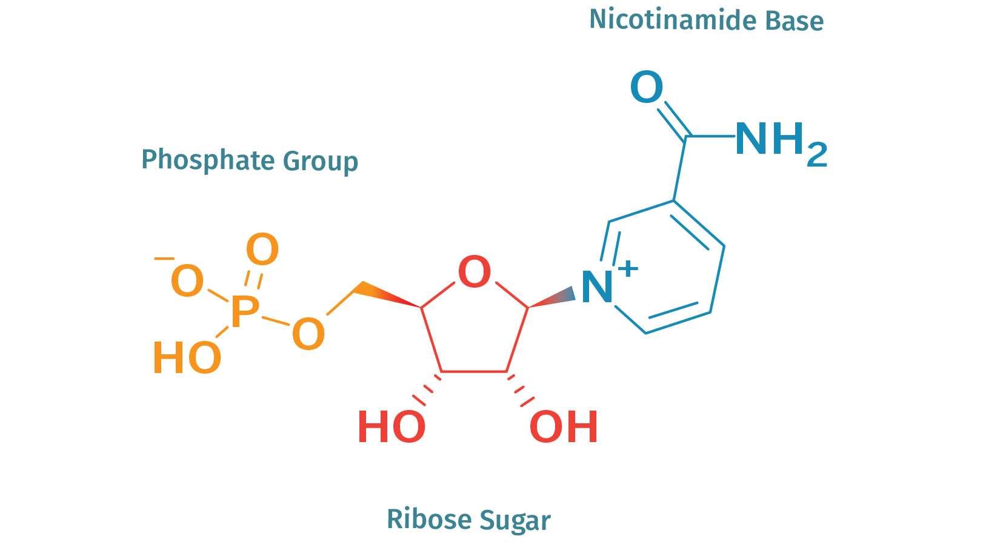 Nicotinamide Base
O
NH2
Phosphate Group
O
−O
P
O
HO
O
N+
HO
OH
Ribose Sugar